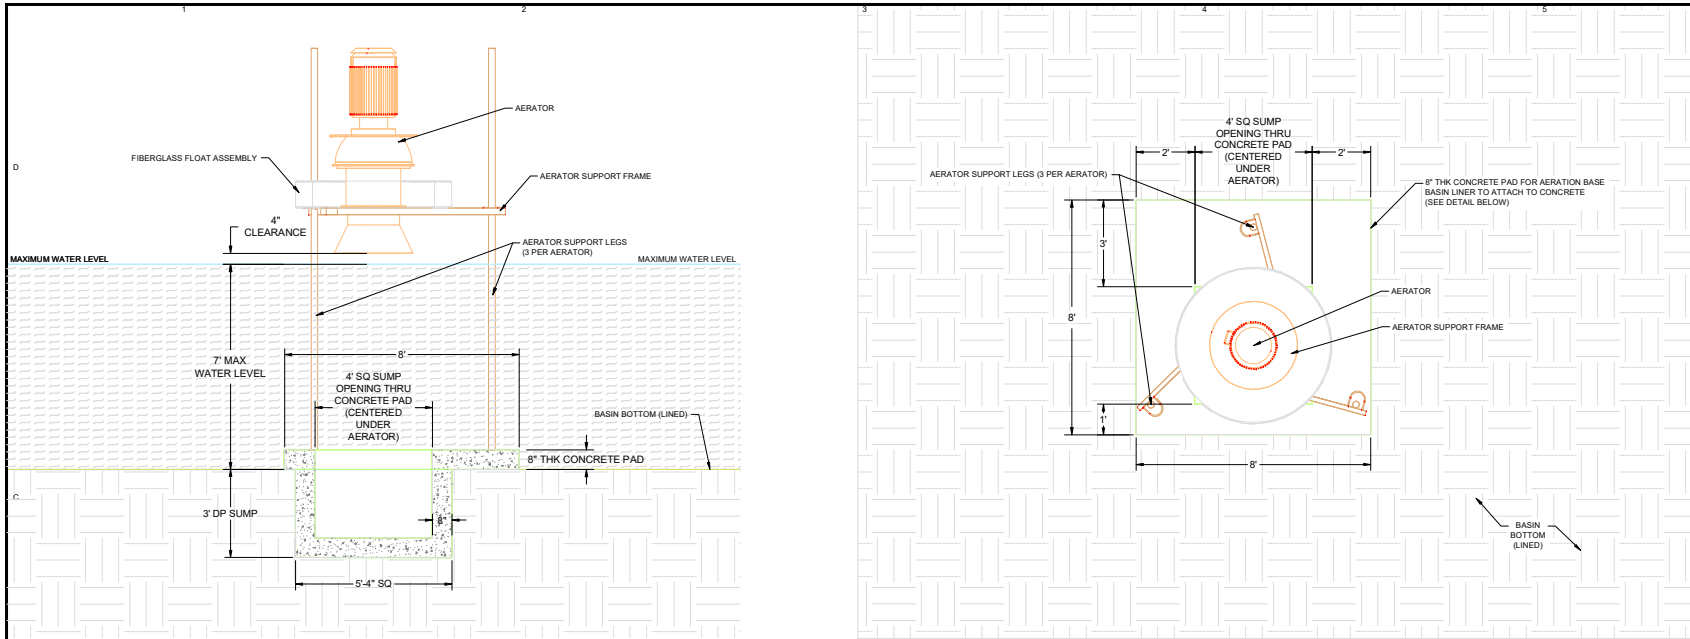 1
2
3
4
5
D
C
AERATOR
FIBERGLASS FLOAT ASSEMBLY
AERATOR SUPPORT FRAME
4"
CLEARANCE
AERATOR SUPPORT LEGS
(3 PER AERATOR)
MAXIMUM WATER LEVEL
MAXIMUM WATER LEVEL
8'
7' MAX
WATER LEVEL
4' SQ SUMP
OPENING THRU
CONCRETE PAD
(CENTERED
UNDER
AERATOR)
BASIN BOTTOM (LINED)
8" THK CONCRETE PAD
3' DP SUMP
8"
5'-4" SQ
4' SQ SUMP
OPENING THRU
CONCRETE PAD
(CENTERED
UNDER
AERATOR)
2'
2'
AERATOR SUPPORT LEGS (3 PER AERATOR)
8" THK CONCRETE PAD FOR AERATION BASE
BASIN LINER TO ATTACH TO CONCRETE
(SEE DETAIL BELOW)
3'
8'
AERATOR
AERATOR SUPPORT FRAME
1'
8'
BASIN
BOTTOM
(LINED)